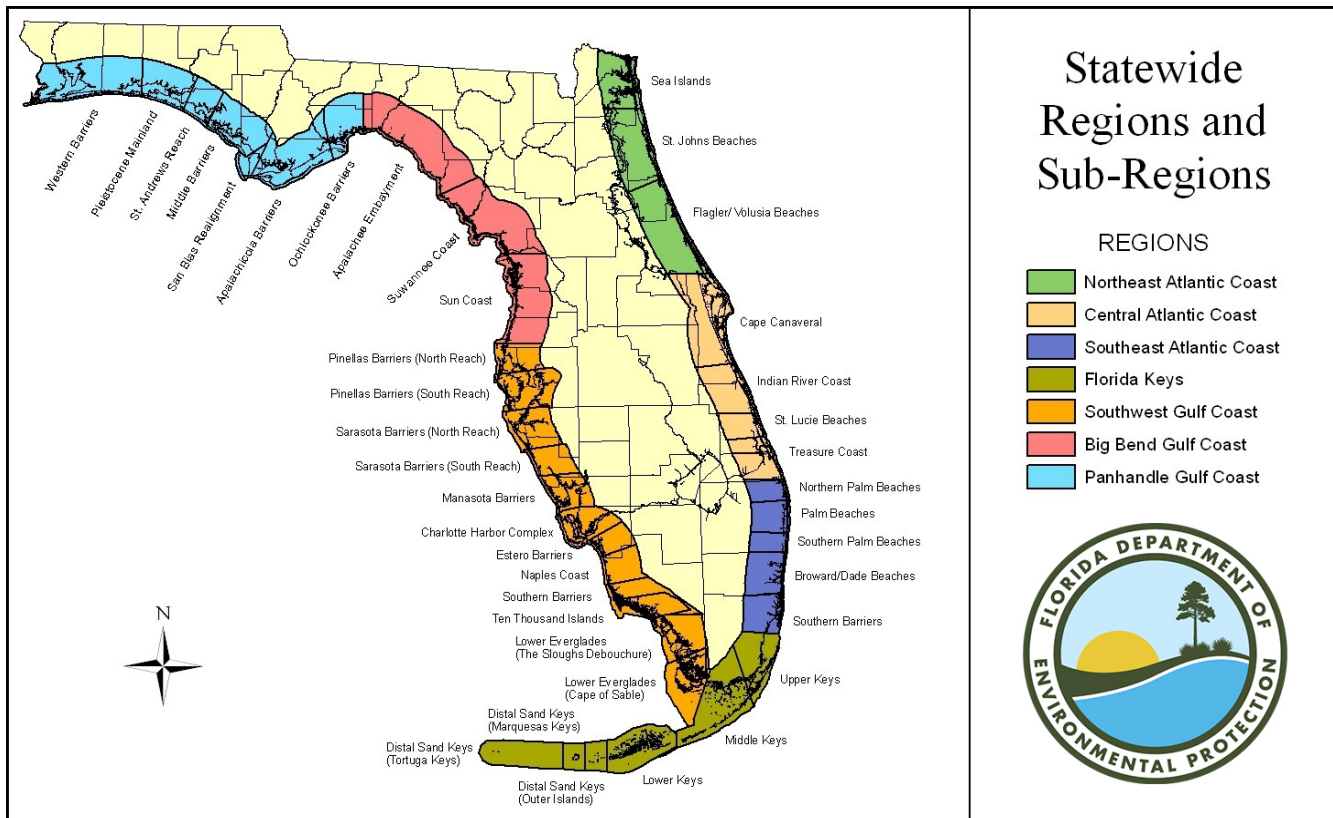 Statewide
Regions and
Sub-Regions
REGIONS
Northeast Atlantic Coast
Central Atlantic Coast
Southeast Atlantic Coast
Florida Keys
Southwest Gulf Coast
Big Bend Gulf Coast
Panhandle Gulf Coast
FLORIDA DEPARTMENT OF
ENVIRONMENTAL PROTECTION
Western Barriers
Pleistocene Mainland
St. Andrews Reach
Middle Barriers
San Blas Realignment
Apalachicola Barriers
Ochlockonee Barriers
Apalachee Embayment
Suwannee Coast
Sun Coast
Pinellas Barriers (North Reach)
Pinellas Barriers (South Reach)
Sarasota Barriers (North Reach)
Sarasota Barriers (South Reach)
Manasota Barriers
Charlotte Harbor Complex
Estero Barriers
Naples Coast
Southern Barriers
Ten Thousand Islands
Lower Everglades
(The Sloughs Debouchure)
Lower Everglades
(Cape of Sable)
Distal Sand Keys
(Marquesas Keys)
Distal Sand Keys
(Tortuga Keys)
Distal Sand Keys
(Outer Islands)
Lower Keys
Middle Keys
Upper Keys
Sea Islands
St. Johns Beaches
Flagler/ Volusia Beaches
Cape Canaveral
Indian River Coast
St. Lucie Beaches
Treasure Coast
Northern Palm Beaches
Palm Beaches
Southern Palm Beaches
Broward/Dade Beaches
Southern Barriers
N